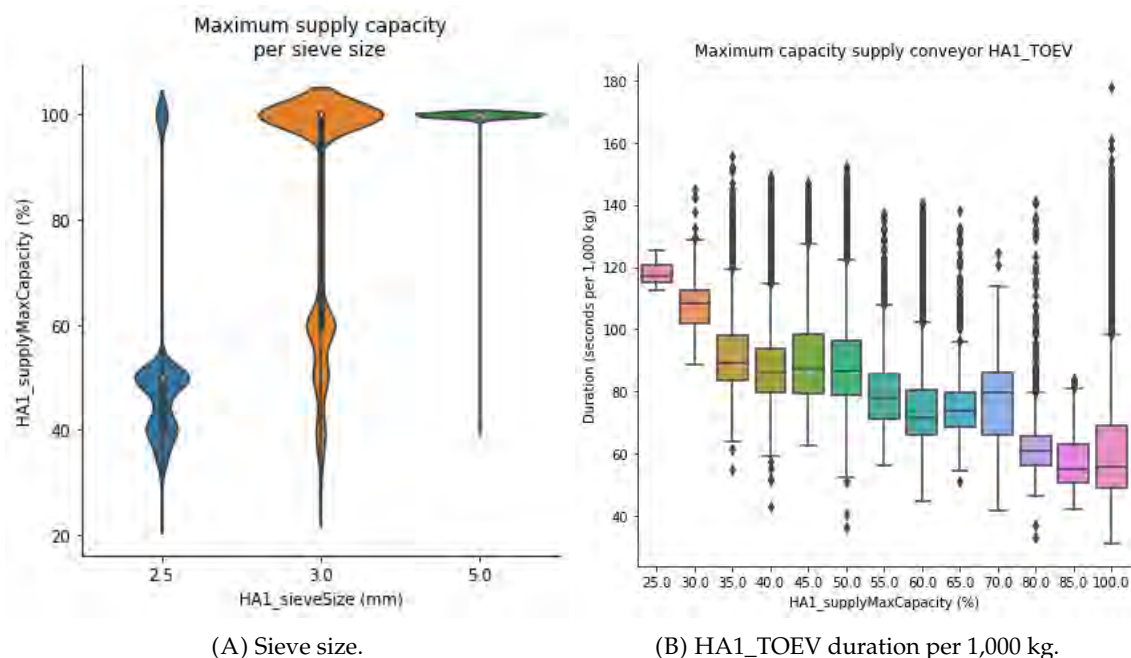 Maximum supply capacity
per sieve size
HA1_supplyMaxCapacity (%)
100
80
60
40
20
2.5 3.0 5.0
HA1_sieveSize (mm)
(A) Sieve size.
Maximum capacity supply conveyor HA1_TOEV
Duration (seconds per 1,000 kg)
180
160
140
120
100
80
60
40
25.0 30.0 35.0 40.0 45.0 50.0 55.0 60.0 65.0 70.0 80.0 85.0 100.0
HA1_supplyMaxCapacity (%)
(B) HA1_TOEV duration per 1,000 kg.